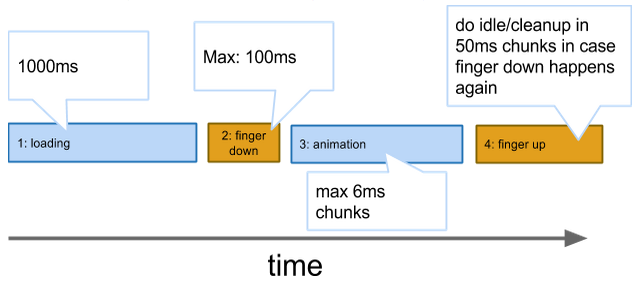 1000ms
Max: 100ms
do idle/cleanup in
50ms chunks in case
finger down happens
again
1: loading
2: finger
down
3: animation
4: finger up
max 6ms
chunks
time